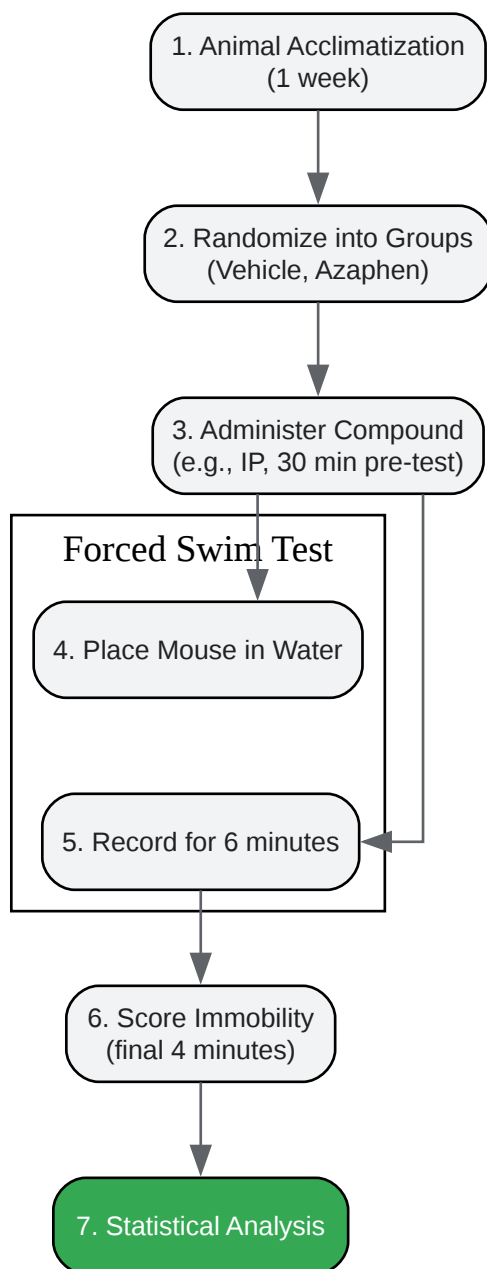 1. Animal Acclimatization
(1 week)
2. Randomize into Groups
(Vehicle, Azaphen)
3. Administer Compound
(e.g., IP, 30 min pre-test)
Forced Swim Test
4. Place Mouse in Water
5. Record for 6 minutes
6. Score Immobility
(final 4 minutes)
7. Statistical Analysis